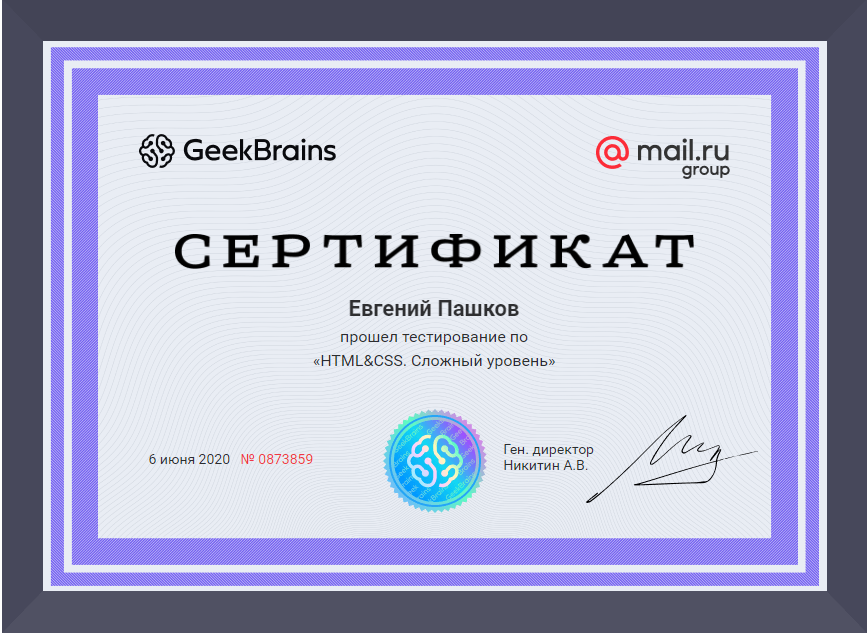 GeekBrains
@mail.ru
group
СЕРТИФИКАТ
Евгений Пашков
прошел тестирование по
«HTML&CSS. Сложный уровень»
6 июня 2020 № 0873859
Ген. директор
Никитин А.В.